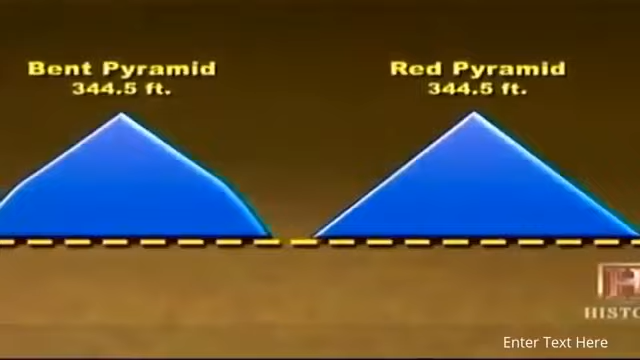 Bent Pyramid
344.5 ft.
Red Pyramid
344.5 ft.
H
HISTO
Enter Text Here